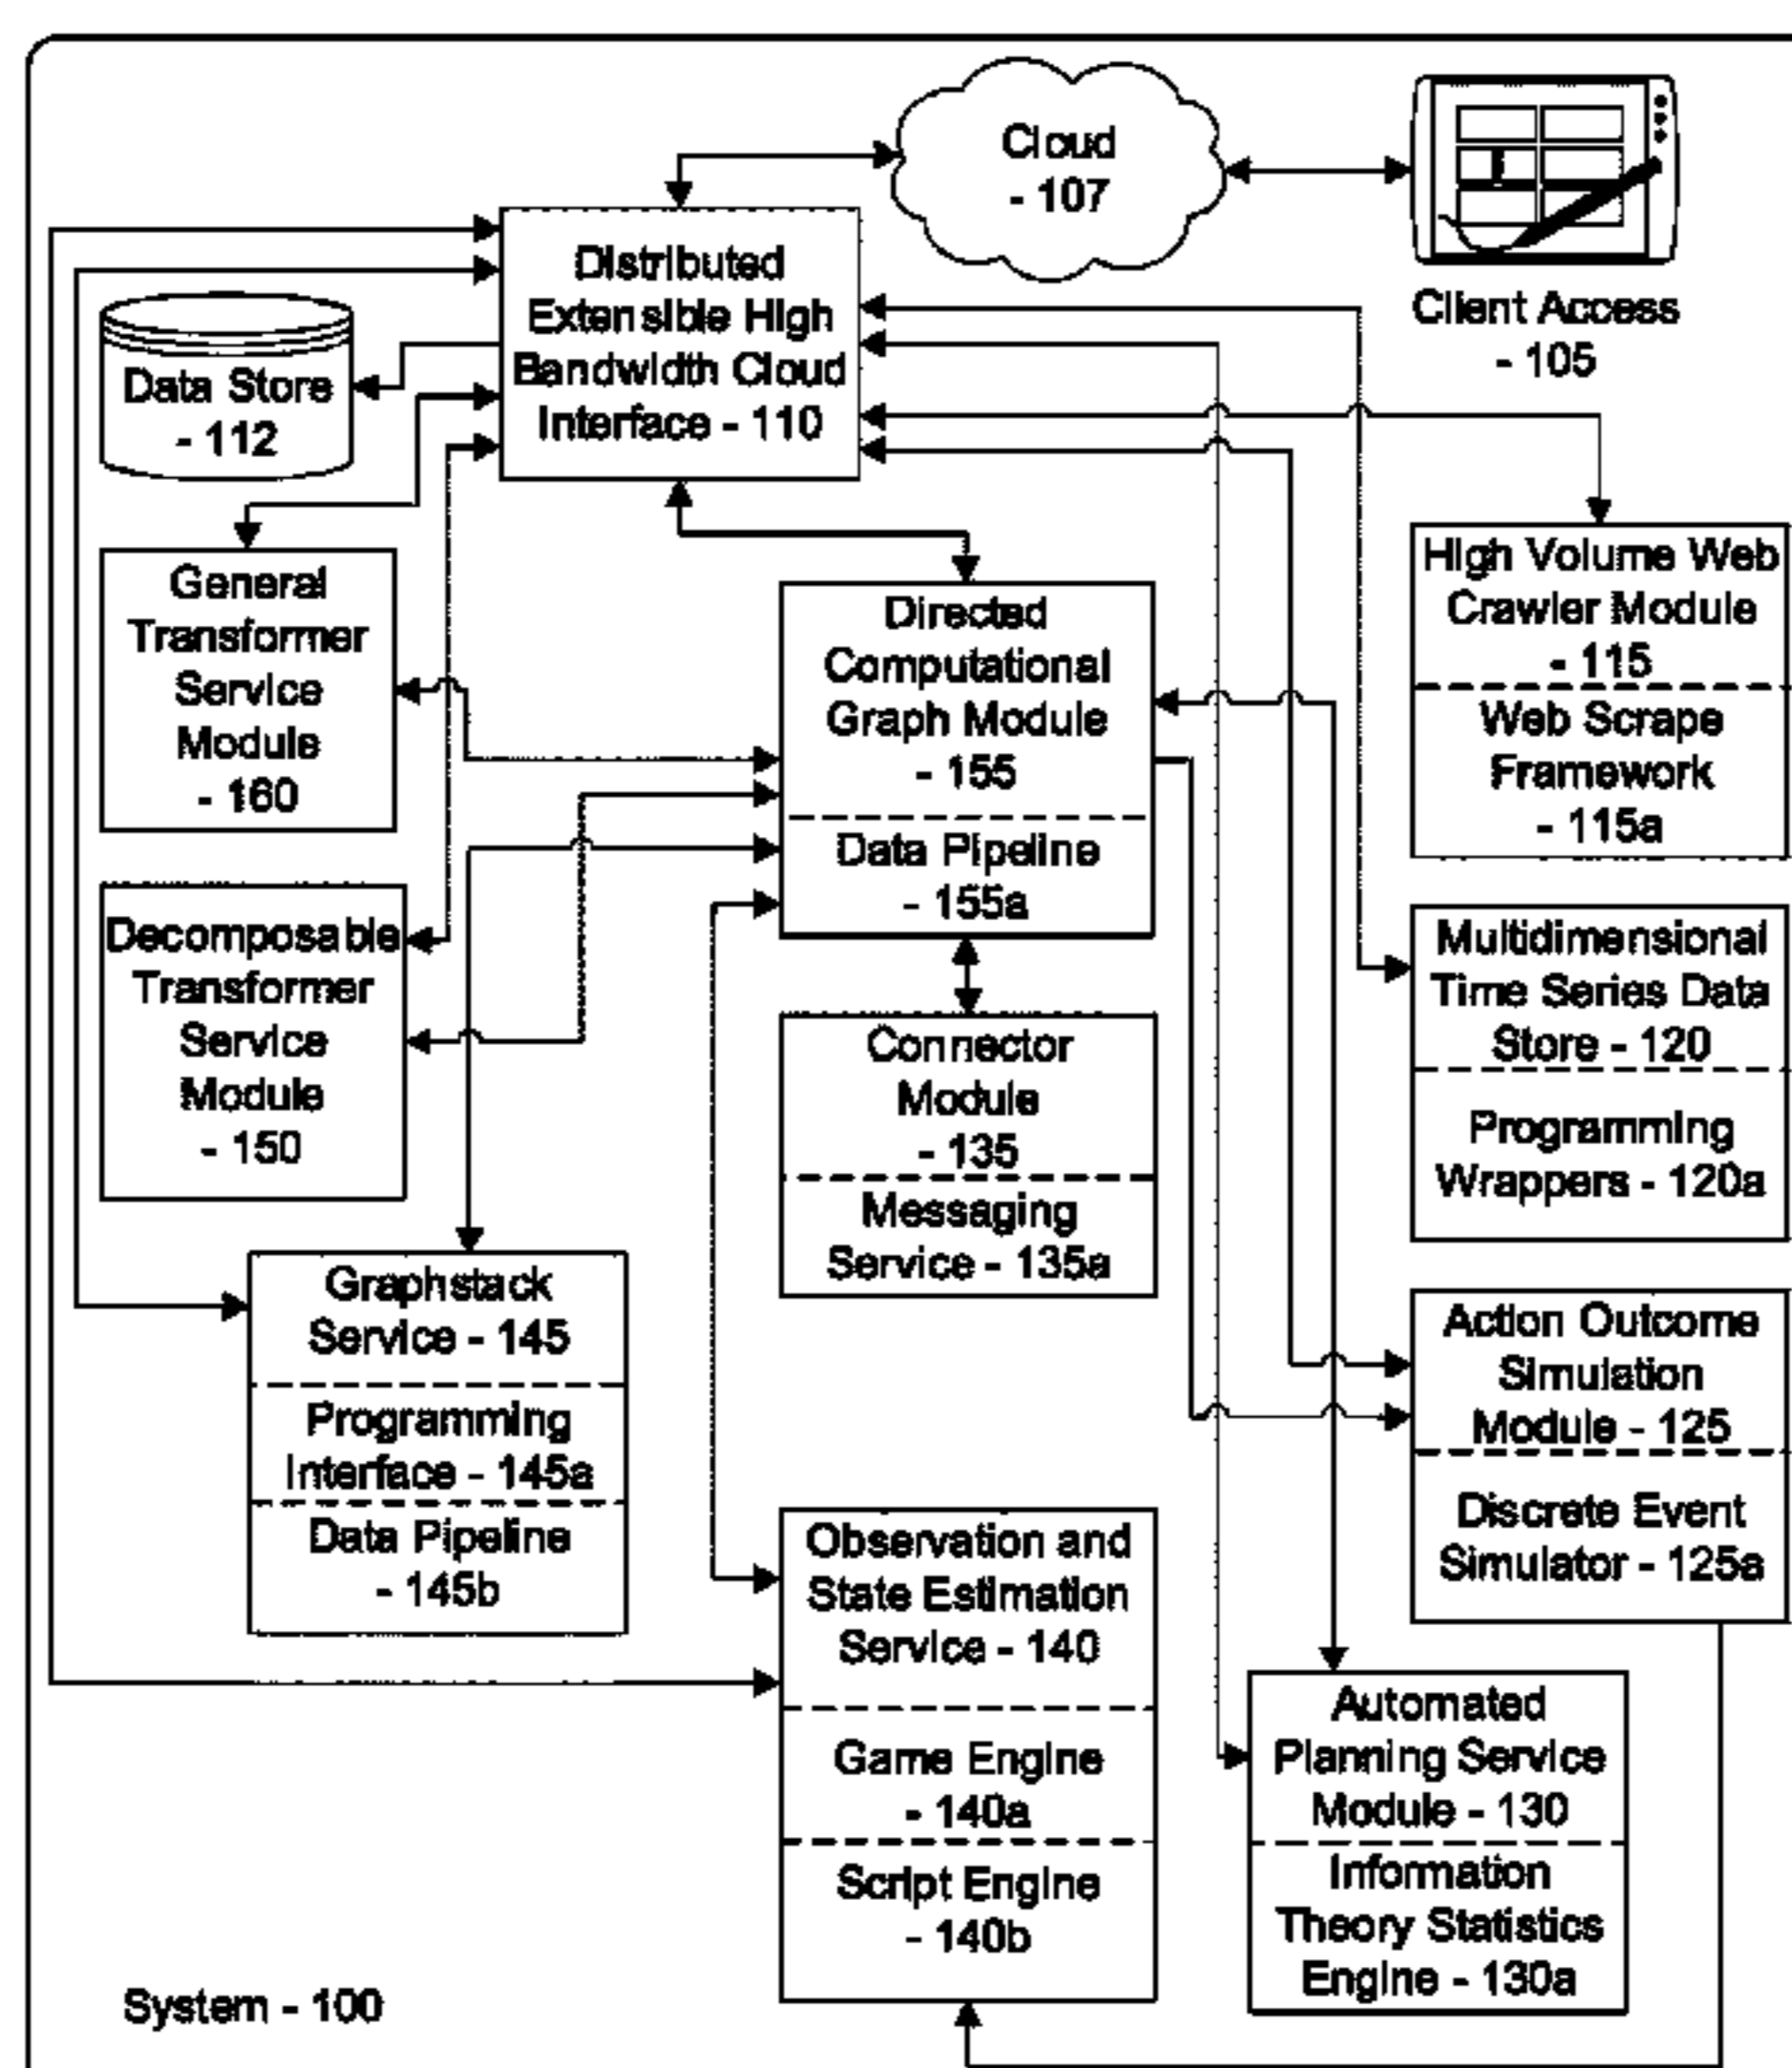 Cloud
- 107
Client Access
- 105
Distributed
Extensible High
Bandwidth Cloud
Interface - 110
Data Store
- 112
General
Transformer
Service
Module
- 160
Directed
Computational
Graph Module
- 155
Data Pipeline
- 155a
High Volume Web
Crawler Module
- 115
Web Scrape
Framework
- 115a
Decomposable
Transformer
Service
Module
- 150
Connector
Module
- 135
Messaging
Service - 135a
Multidimensional
Time Series Data
Store - 120
Programming
Wrappers - 120a
Graphstack
Service - 145
Programming
Interface - 145a
Data Pipeline
- 145b
Action Outcome
Simulation
Module - 125
Discrete Event
Simulator - 125a
Observation and
State Estimation
Service - 140
Game Engine
- 140a
Script Engine
- 140b
Automated
Planning Service
Module - 130
Information
Theory Statistics
Engine - 130a
System - 100